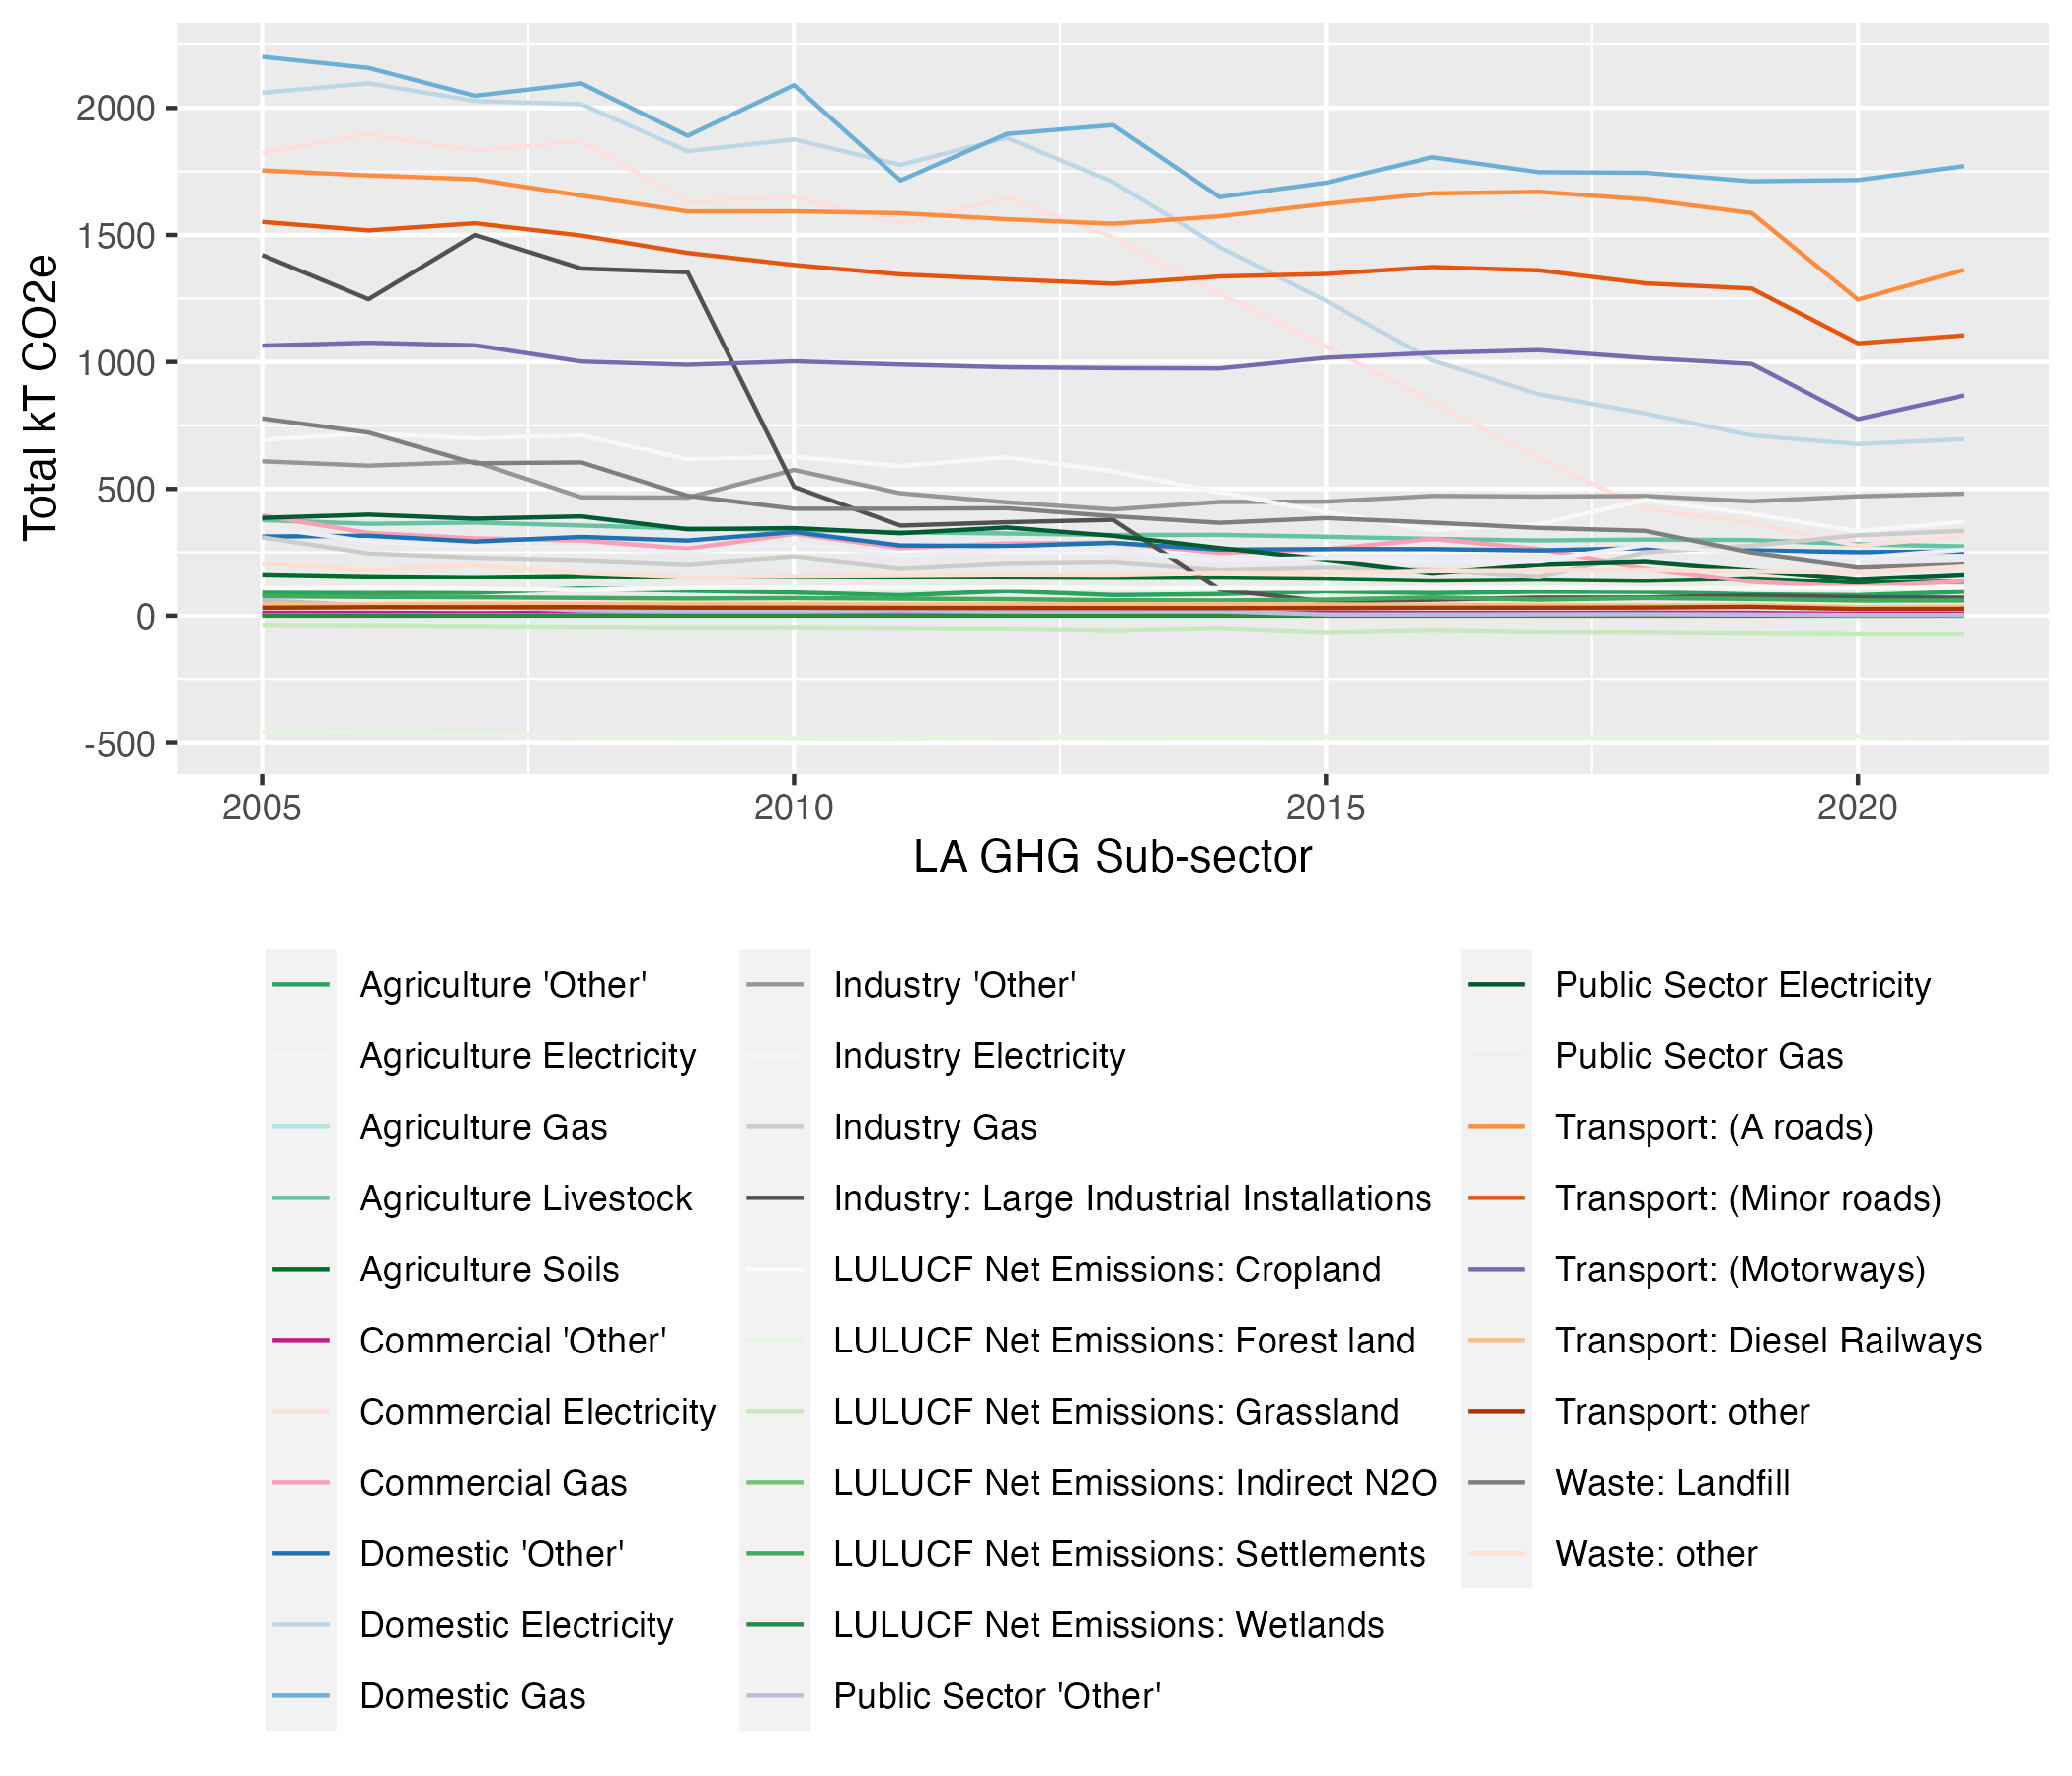 Total kT CO2e
2000
1500
1000
500
0
-500
2005 2010 2015 2020
LA GHG Sub-sector
Agriculture 'Other'
Agriculture Electricity
Agriculture Gas
Agriculture Livestock
Agriculture Soils
Commercial 'Other'
Commercial Electricity
Commercial Gas
Domestic 'Other'
Domestic Electricity
Domestic Gas
Industry 'Other'
Industry Electricity
Industry Gas
Industry: Large Industrial Installations
LULUCF Net Emissions: Cropland
LULUCF Net Emissions: Forest land
LULUCF Net Emissions: Grassland
LULUCF Net Emissions: Indirect N2O
LULUCF Net Emissions: Settlements
LULUCF Net Emissions: Wetlands
Public Sector 'Other'
Public Sector Electricity
Public Sector Gas
Transport: (A roads)
Transport: (Minor roads)
Transport: (Motorways)
Transport: Diesel Railways
Transport: other
Waste: Landfill
Waste: other